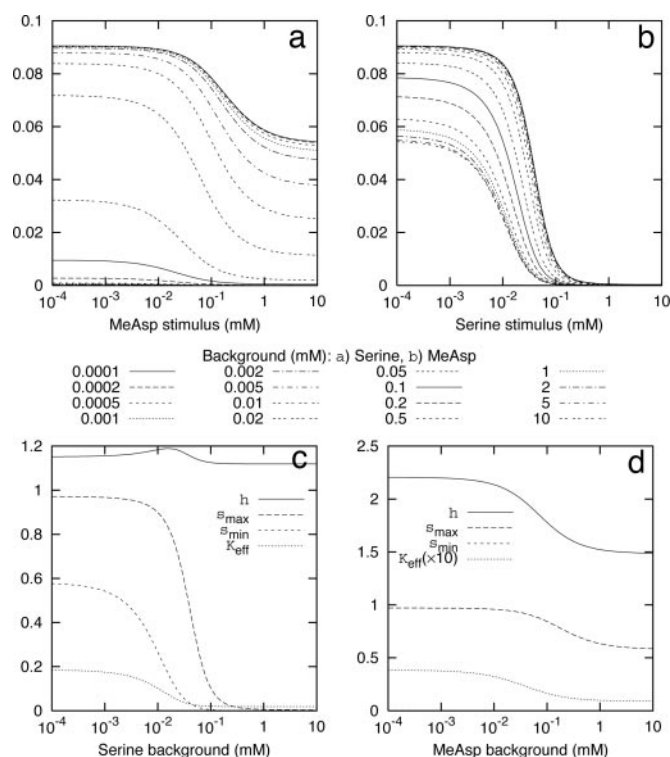 0.1
0.08
0.06
0.04
0.02
0
a
10-4 10-3 10-2 10-1 1 10
MeAsp stimulus (mM)
0.1
0.08
0.06
0.04
0.02
0
b
10-4 10-3 10-2 10-1 1 10
Serine stimulus (mM)
Background (mM): a) Serine, b) MeAsp
0.0001 0.002 0.05 1
0.0002 0.005 0.1 2
0.0005 0.01 0.2 5
0.001 0.02 0.5 10
1.2
1
0.8
0.6
0.4
0.2
0
c
h
smax
smin
Keff
10-4 10-3 10-2 10-1 1 10
Serine background (mM)
2.5
2
1.5
1
0.5
0
d
h
smax
smin
Keff(×10)
10-4 10-3 10-2 10-1 1 10
MeAsp background (mM)